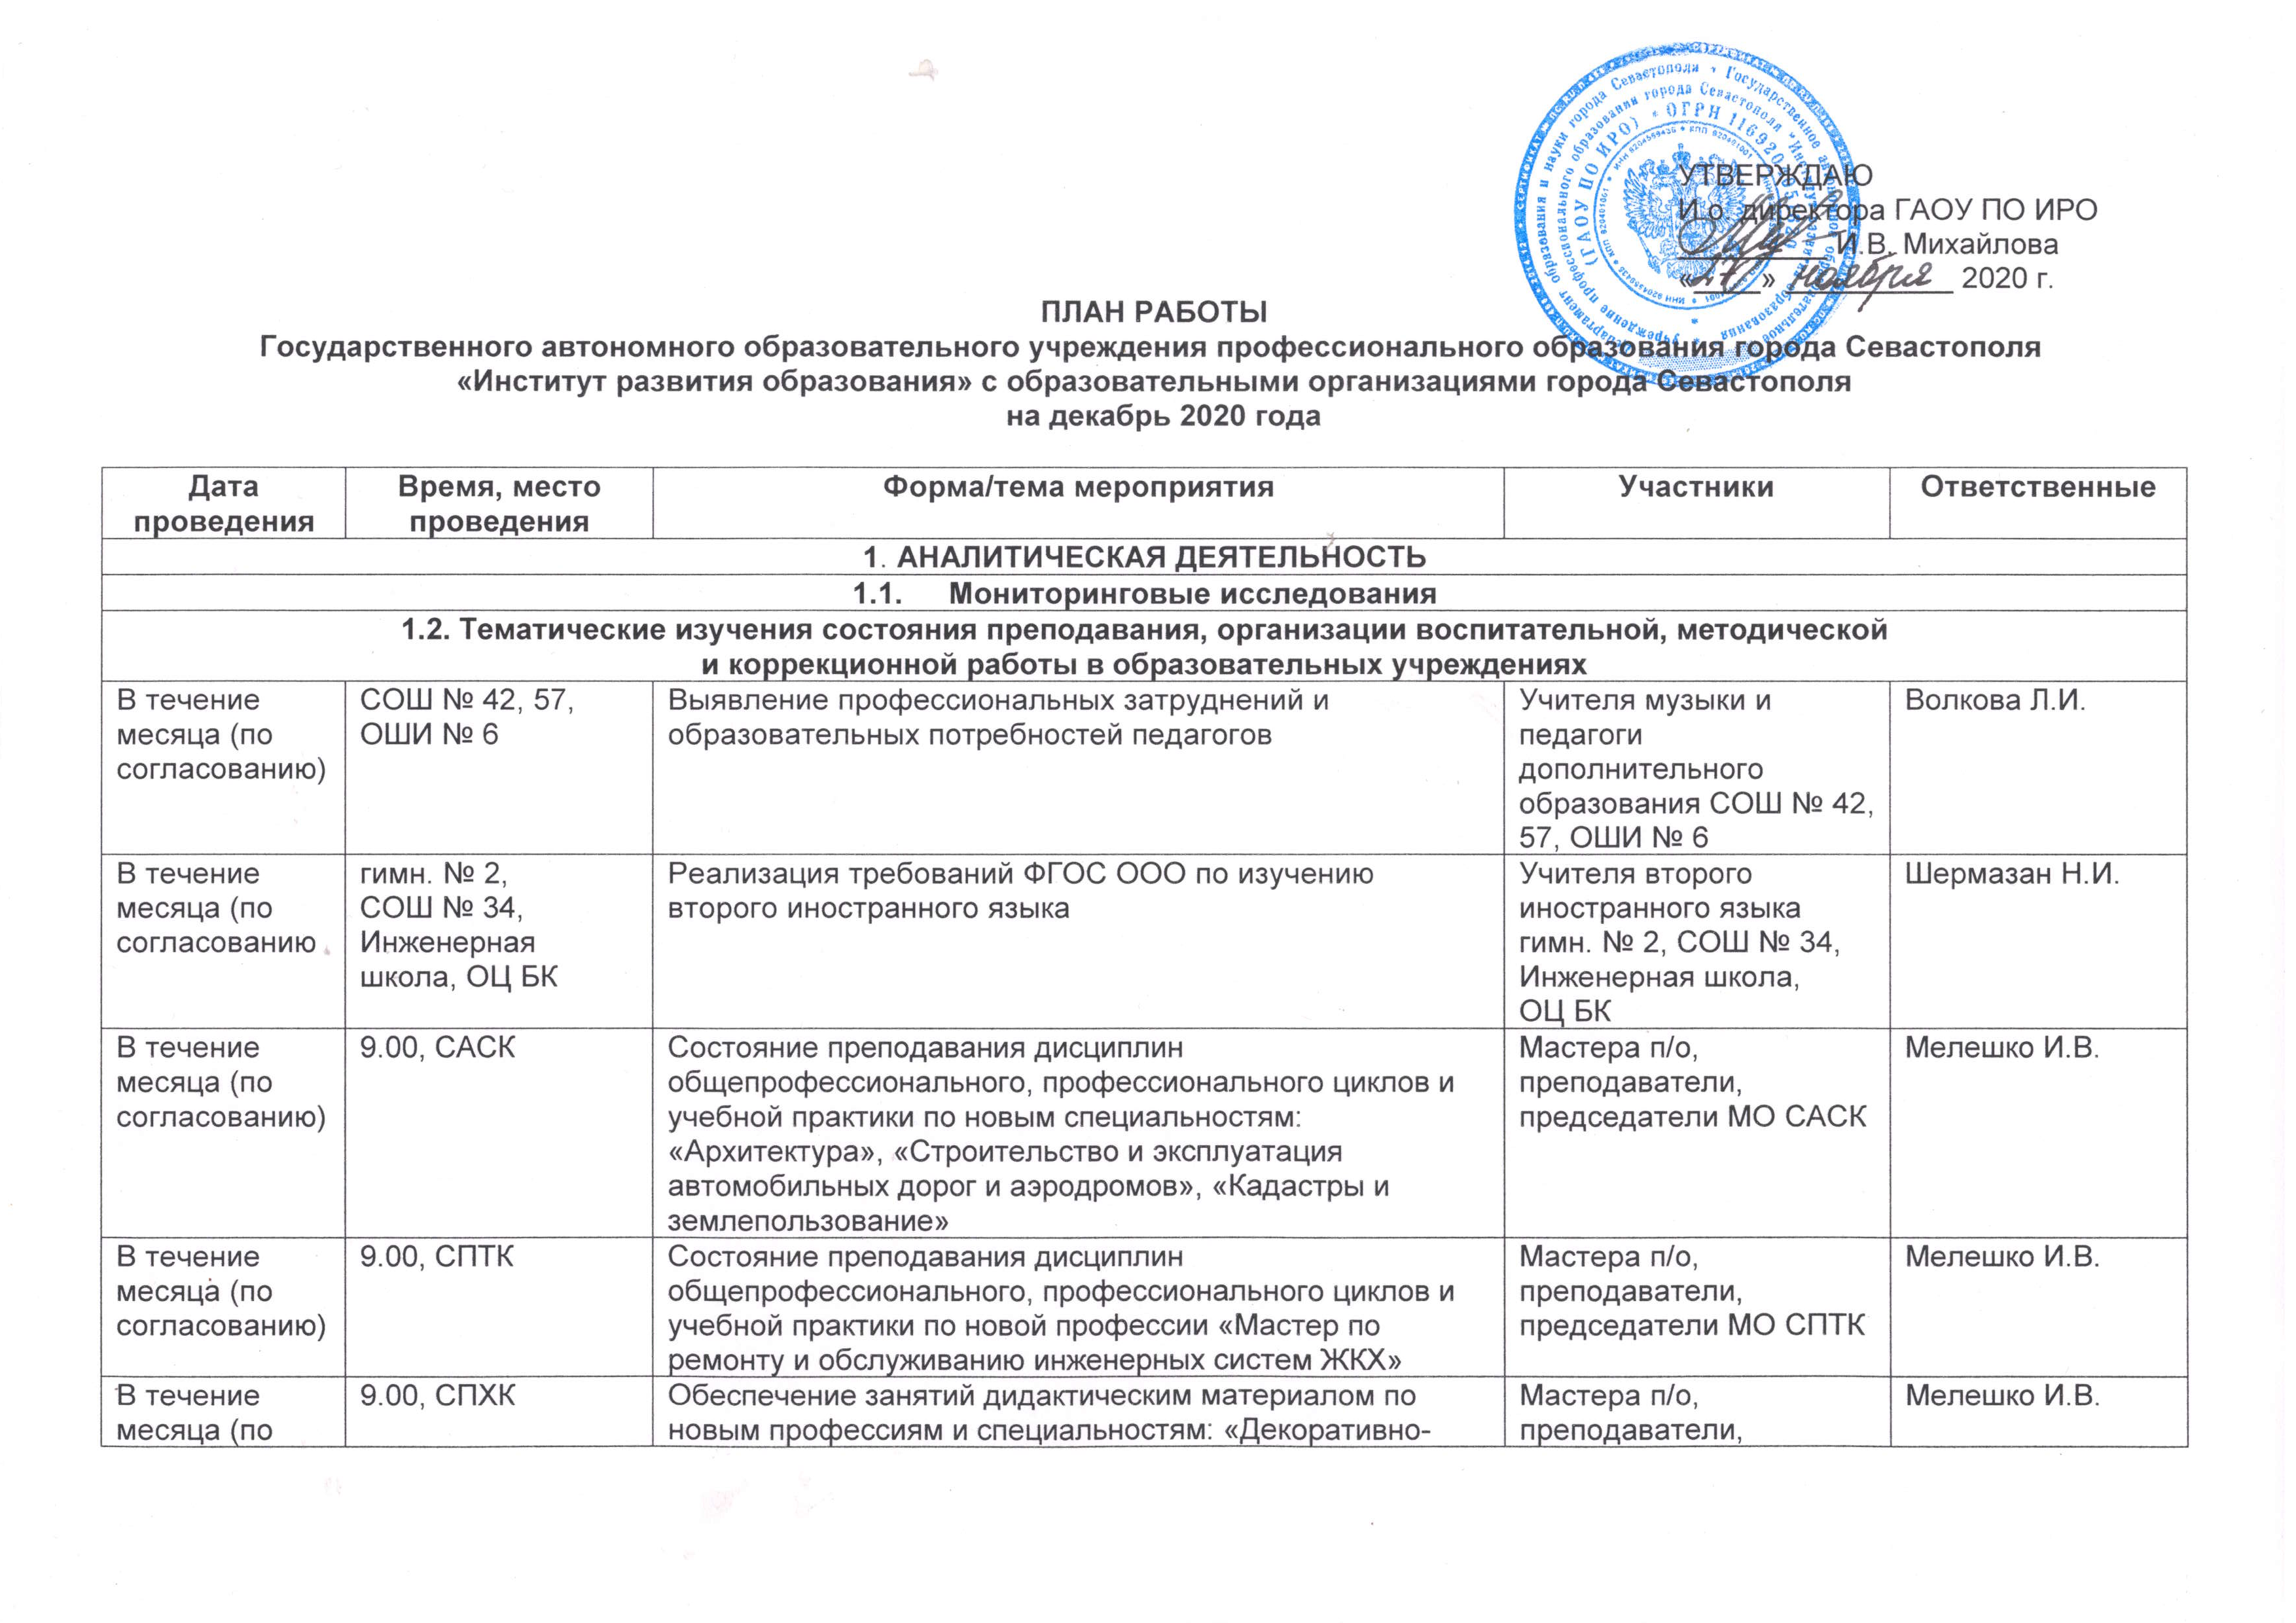 УТВЕРЖДАЮ
И.о. директора ГАОУ ПО ИРО
И.В. Михайлова
«27» ноября 2020 г.
ПЛАН РАБОТЫ
Государственного автономного образовательного учреждения профессионального образования города Севастополя
«Институт развития образования» с образовательными организациями города Севастополя
на декабрь 2020 года
Дата
проведения
Время, место
проведения
Форма/тема мероприятия
Участники
Ответственные
1. АНАЛИТИЧЕСКАЯ ДЕЯТЕЛЬНОСТЬ
1.1. Мониторинговые исследования
1.2. Тематические изучения состояния преподавания, организации воспитательной, методической
и коррекционной работы в образовательных учреждениях
В течение
месяца (по
согласованию)
СОШ № 42, 57,
ОШИ № 6
Выявление профессиональных затруднений и
образовательных потребностей педагогов
Учителя музыки и
педагоги
дополнительного
образования СОШ № 42,
57, ОШИ № 6
Волкова Л.И.
В течение
месяца (по
согласованию
гимн. № 2,
СОШ № 34,
Инженерная
школа, ОЦ БК
Реализация требований ФГОС ООО по изучению
второго иностранного языка
Учителя второго
иностранного языка
гимн. № 2, СОШ № 34,
Инженерная школа,
ОЦ БК
Шермазан Н.И.
В течение
месяца (по
согласованию)
9.00, САСК
Состояние преподавания дисциплин
общепрофессионального, профессионального циклов и
учебной практики по новым специальностям:
«Архитектура», «Строительство и эксплуатация
автомобильных дорог и аэродромов», «Кадастры и
землепользование»
Мастера п/о,
преподаватели,
председатели МО САСК
Мелешко И.В.
В течение
месяца (по
согласованию)
9.00, СПТК
Состояние преподавания дисциплин
общепрофессионального, профессионального циклов и
учебной практики по новой профессии «Мастер по
ремонту и обслуживанию инженерных систем ЖКХ»
Мастера п/о,
преподаватели,
председатели МО СПТК
Мелешко И.В.
В течение
месяца (по
9.00, СПХК
Обеспечение занятий дидактическим материалом по
новым профессиям и специальностям: «Декоративно-
Мастера п/о,
преподаватели,
Мелешко И.В.